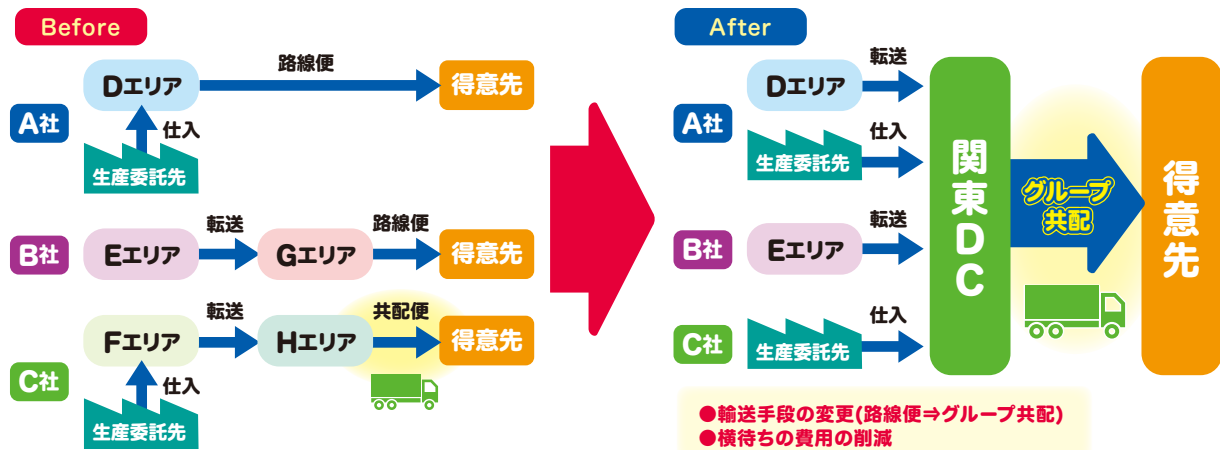 Before
路線便
Dエリア
得意先
A社
仕入
生産委託先
転送
路線便
B社
Eエリア
Gエリア
得意先
転送
共配便
Fエリア
Hエリア
得意先
C社
仕入
生産委託先
After
転送
Dエリア
A社
仕入
生産委託先
転送
B社
Eエリア
仕入
C社
生産委託先
関東DC
グループ
共配
得意先
●輸送手段の変更(路線便⇒グループ共配)
●横待ちの費用の削減